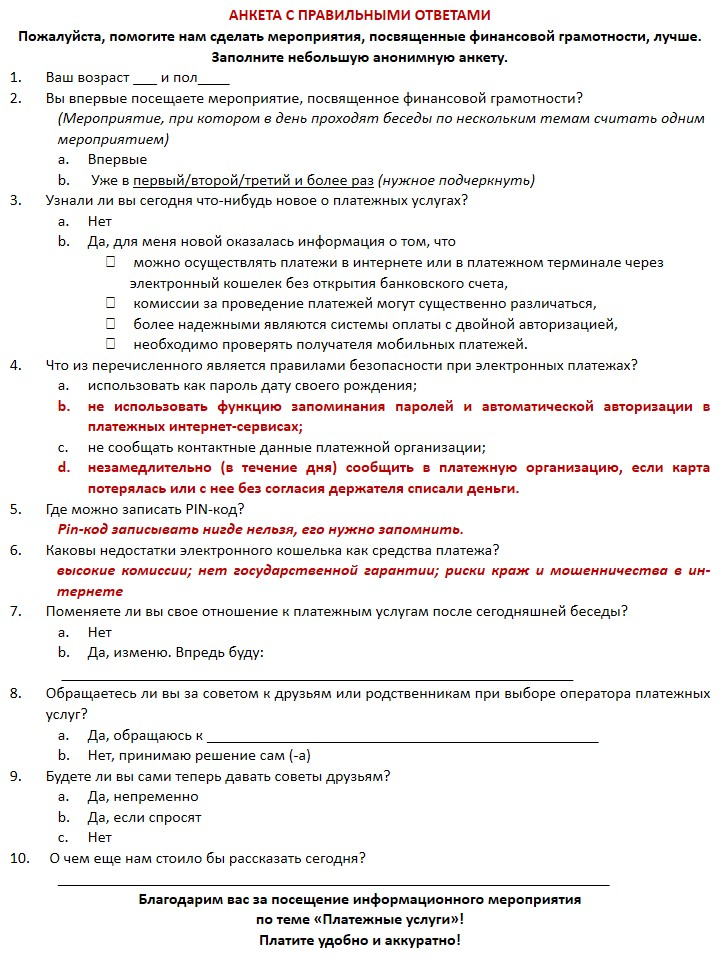 АНКЕТА С ПРАВИЛЬНЫМИ ОТВЕТАМИ
Пожалуйста, помогите нам сделать мероприятия, посвященные финансовой грамотности, лучше.
Заполните небольшую анонимную анкету.
1. Ваш возраст ___ и пол____
2. Вы впервые посещаете мероприятие, посвященное финансовой грамотности?
(Мероприятие, при котором в день проходят беседы по нескольким темам считать одним
мероприятием)
a. Впервые
b. Уже в первый/второй/третий и более раз (нужное подчеркнуть)
3. Узнали ли вы сегодня что-нибудь новое о платежных услугах?
a. Нет
b. Да, для меня новой оказалась информация о том, что
☐ можно осуществлять платежи в интернете или в платежном терминале через
электронный кошелек без открытия банковского счета,
☐ комиссии за проведение платежей могут существенно различаться,
☐ более надежными являются системы оплаты с двойной авторизацией,
☐ необходимо проверять получателя мобильных платежей.
4. Что из перечисленного является правилами безопасности при электронных платежах?
a. использовать как пароль дату своего рождения;
b. не использовать функцию запоминания паролей и автоматической авторизации в
платежных интернет-сервисах;
c. не сообщать контактные данные платежной организации;
d. незамедлительно (в течение дня) сообщить в платежную организацию, если карта
потерялась или с нее без согласия держателя списали деньги.
5. Где можно записать PIN-код?
Pin-код записывать нигде нельзя, его нужно запомнить.
6. Каковы недостатки электронного кошелька как средства платежа?
высокие комиссии; нет государственной гарантии; риски краж и мошенничества в ин-
тернете
7. Поменяете ли вы свое отношение к платежным услугам после сегодняшней беседы?
a. Нет
b. Да, изменю. Впредь буду:
_______________________________________________
8. Обращаетесь ли вы за советом к друзьям или родственникам при выборе оператора платежных
услуг?
a. Да, обращаюсь к ____________________________________
b. Нет, принимаю решение сам (-а)
9. Будете ли вы сами теперь давать советы друзьям?
a. Да, непременно
b. Да, если спросят
c. Нет
10. О чем еще нам стоило бы рассказать сегодня?
___________________________________________________
Благодарим вас за посещение информационного мероприятия
по теме «Платежные услуги»!
Платите удобно и аккуратно!